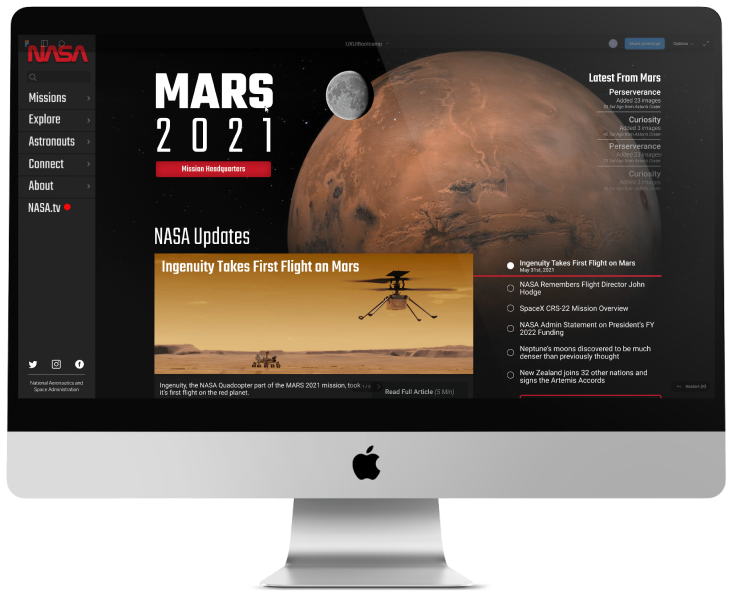 NASA
Missions
Explore
Astronauts
Connect
About
NASA.tv
National Aeronautics and
Space Administration
UX/UIBootcamp
Options
MARS
2021
Mission Headquarters
Latest From Mars
Perserverance
Added 23 images
Curiosity
Added 3 images
Perserverance
Added 23 images
Curiosity
Added 3 images
NASA Updates
Ingenuity Takes First Flight on Mars
Ingenuity, the NASA Quadcopter part of the MARS 2021 mission, took
it's first flight on the red planet.
Read Full Article (5 Min)
Ingenuity Takes First Flight on Mars
May 31st, 2021
NASA Remembers Flight Director John
Hodge
SpaceX CRS-22 Mission Overview
NASA Admin Statement on President's FY
2022 Funding
Neptune's moons discovered to be much
denser than previously thought
New Zealand joins 32 other nations and
signs the Artemis Accords